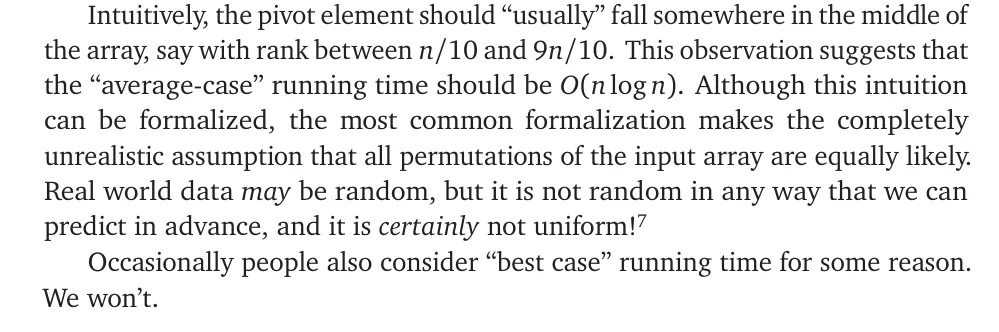 Intuitively, the pivot element should “usually” fall somewhere in the middle of
the array, say with rank between n/10 and 9n/10. This observation suggests that
the “average-case” running time should be O(n log n). Although this intuition
can be formalized, the most common formalization makes the completely
unrealistic assumption that all permutations of the input array are equally likely.
Real world data may be random, but it is not random in any way that we can
predict in advance, and it is certainly not uniform!⁷
Occasionally people also consider “best case” running time for some reason.
We won’t.